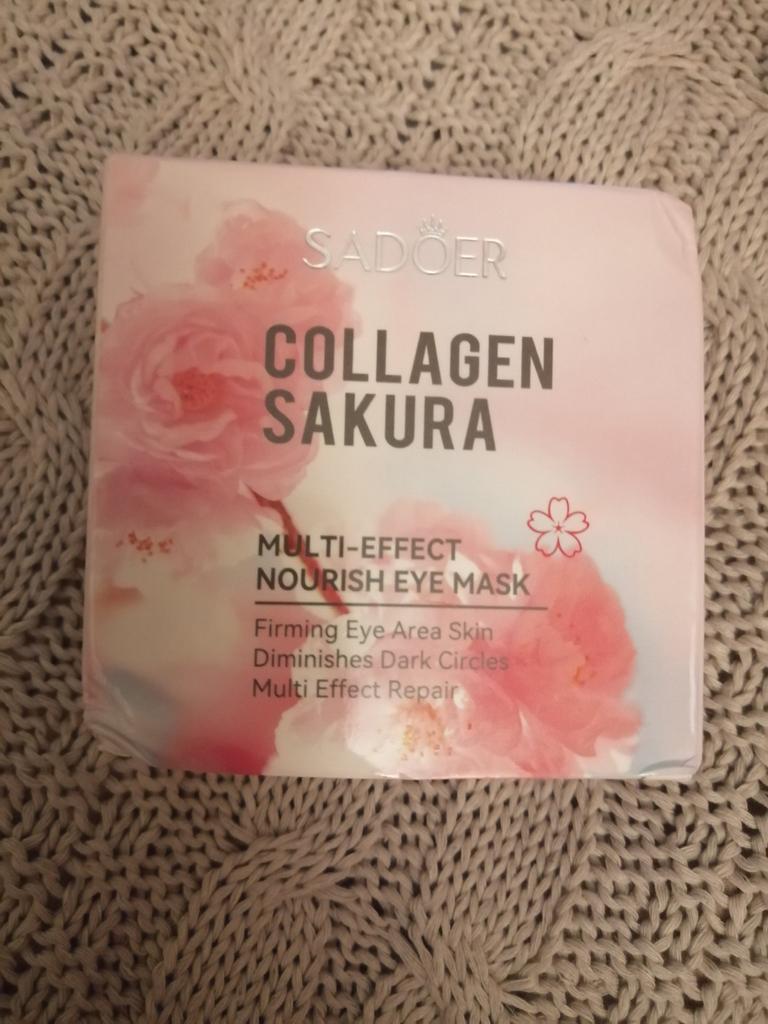 SADOER
COLLAGEN
SAKURA
MULTI-EFFECT
NOURISH EYE MASK
Firming Eye Area Skin
Diminishes Dark Circles
Multi Effect Repair